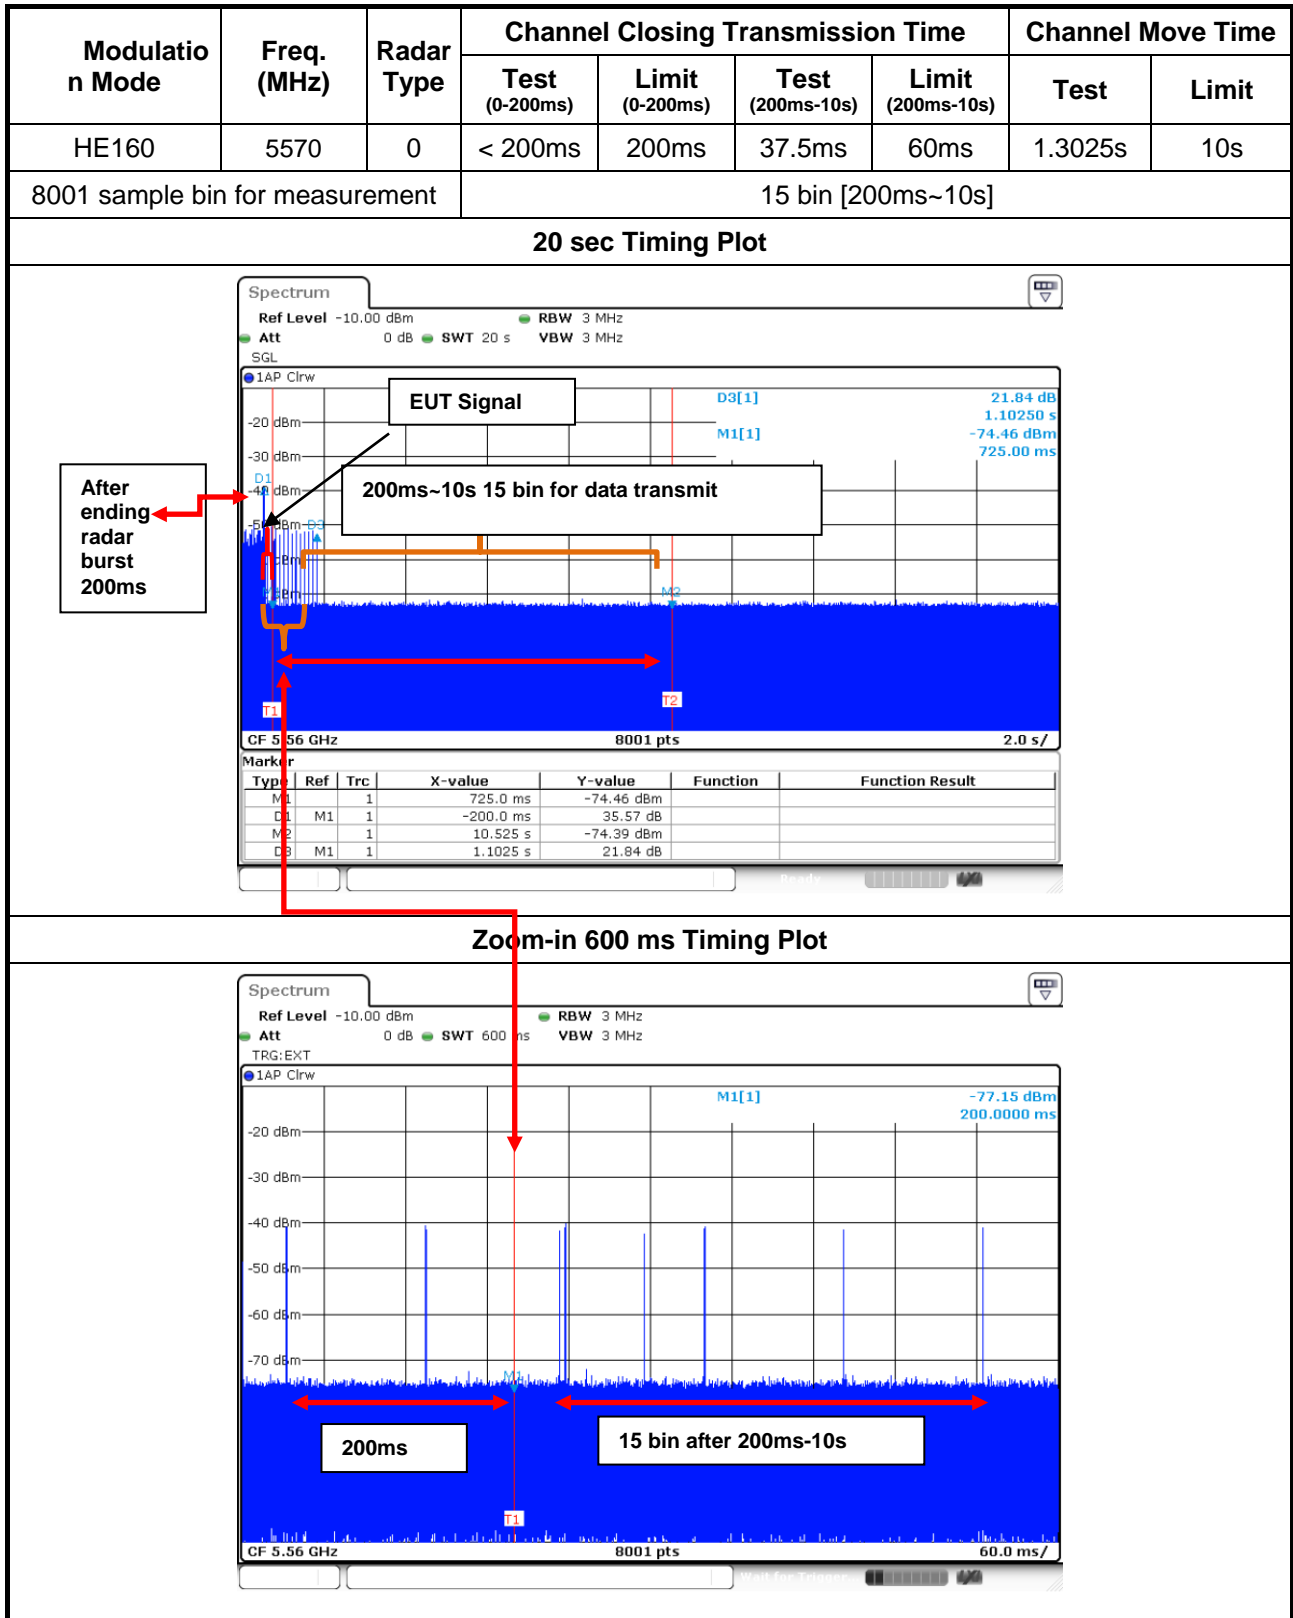 Modulatio
n Mode
Freq.
(MHz)
Radar
Type
Channel Closing Transmission Time
Channel Move Time
Test
(0-200ms)
Limit
(0-200ms)
Test
(200ms-10s)
Limit
(200ms-10s)
Test
Limit
HE160 5570 0 < 200ms 200ms 37.5ms 60ms 1.3025s 10s
8001 sample bin for measurement 15 bin [200ms~10s]
20 sec Timing Plot
Spectrum
Ref Level -10.00 dBm RBW 3 MHz
Att 0 dB SWT 20 s VBW 3 MHz
SGL
1AP Clrw
D3[1] 21.84 dB
1.10250 s
M1[1] -74.46 dBm
725.00 ms
EUT Signal
-20 dBm
-30 dBm
D1
-40 dBm
200ms~10s 15 bin for data transmit
After
ending
radar
burst
200ms
-50 dBm
D3
M2
T1
T2
CF 5.56 GHz 8001 pts 2.0 s/
Marker
Type Ref Trc X-value Y-value Function Function Result
M1 1 725.0 ms -74.46 dBm
D1 M1 1 -200.0 ms 35.57 dB
M2 1 10.525 s -74.39 dBm
D3 M1 1 1.1025 s 21.84 dB
Ready
Zoom-in 600 ms Timing Plot
Spectrum
Ref Level -10.00 dBm RBW 3 MHz
Att 0 dB SWT 600 ms VBW 3 MHz
TRG:EXT
1AP Clrw
M1[1] -77.15 dBm
200.0000 ms
-20 dBm
-30 dBm
-40 dBm
-50 dBm
-60 dBm
-70 dBm
M1
200ms
15 bin after 200ms-10s
T1
CF 5.56 GHz 8001 pts 60.0 ms/
Wait for Trigger